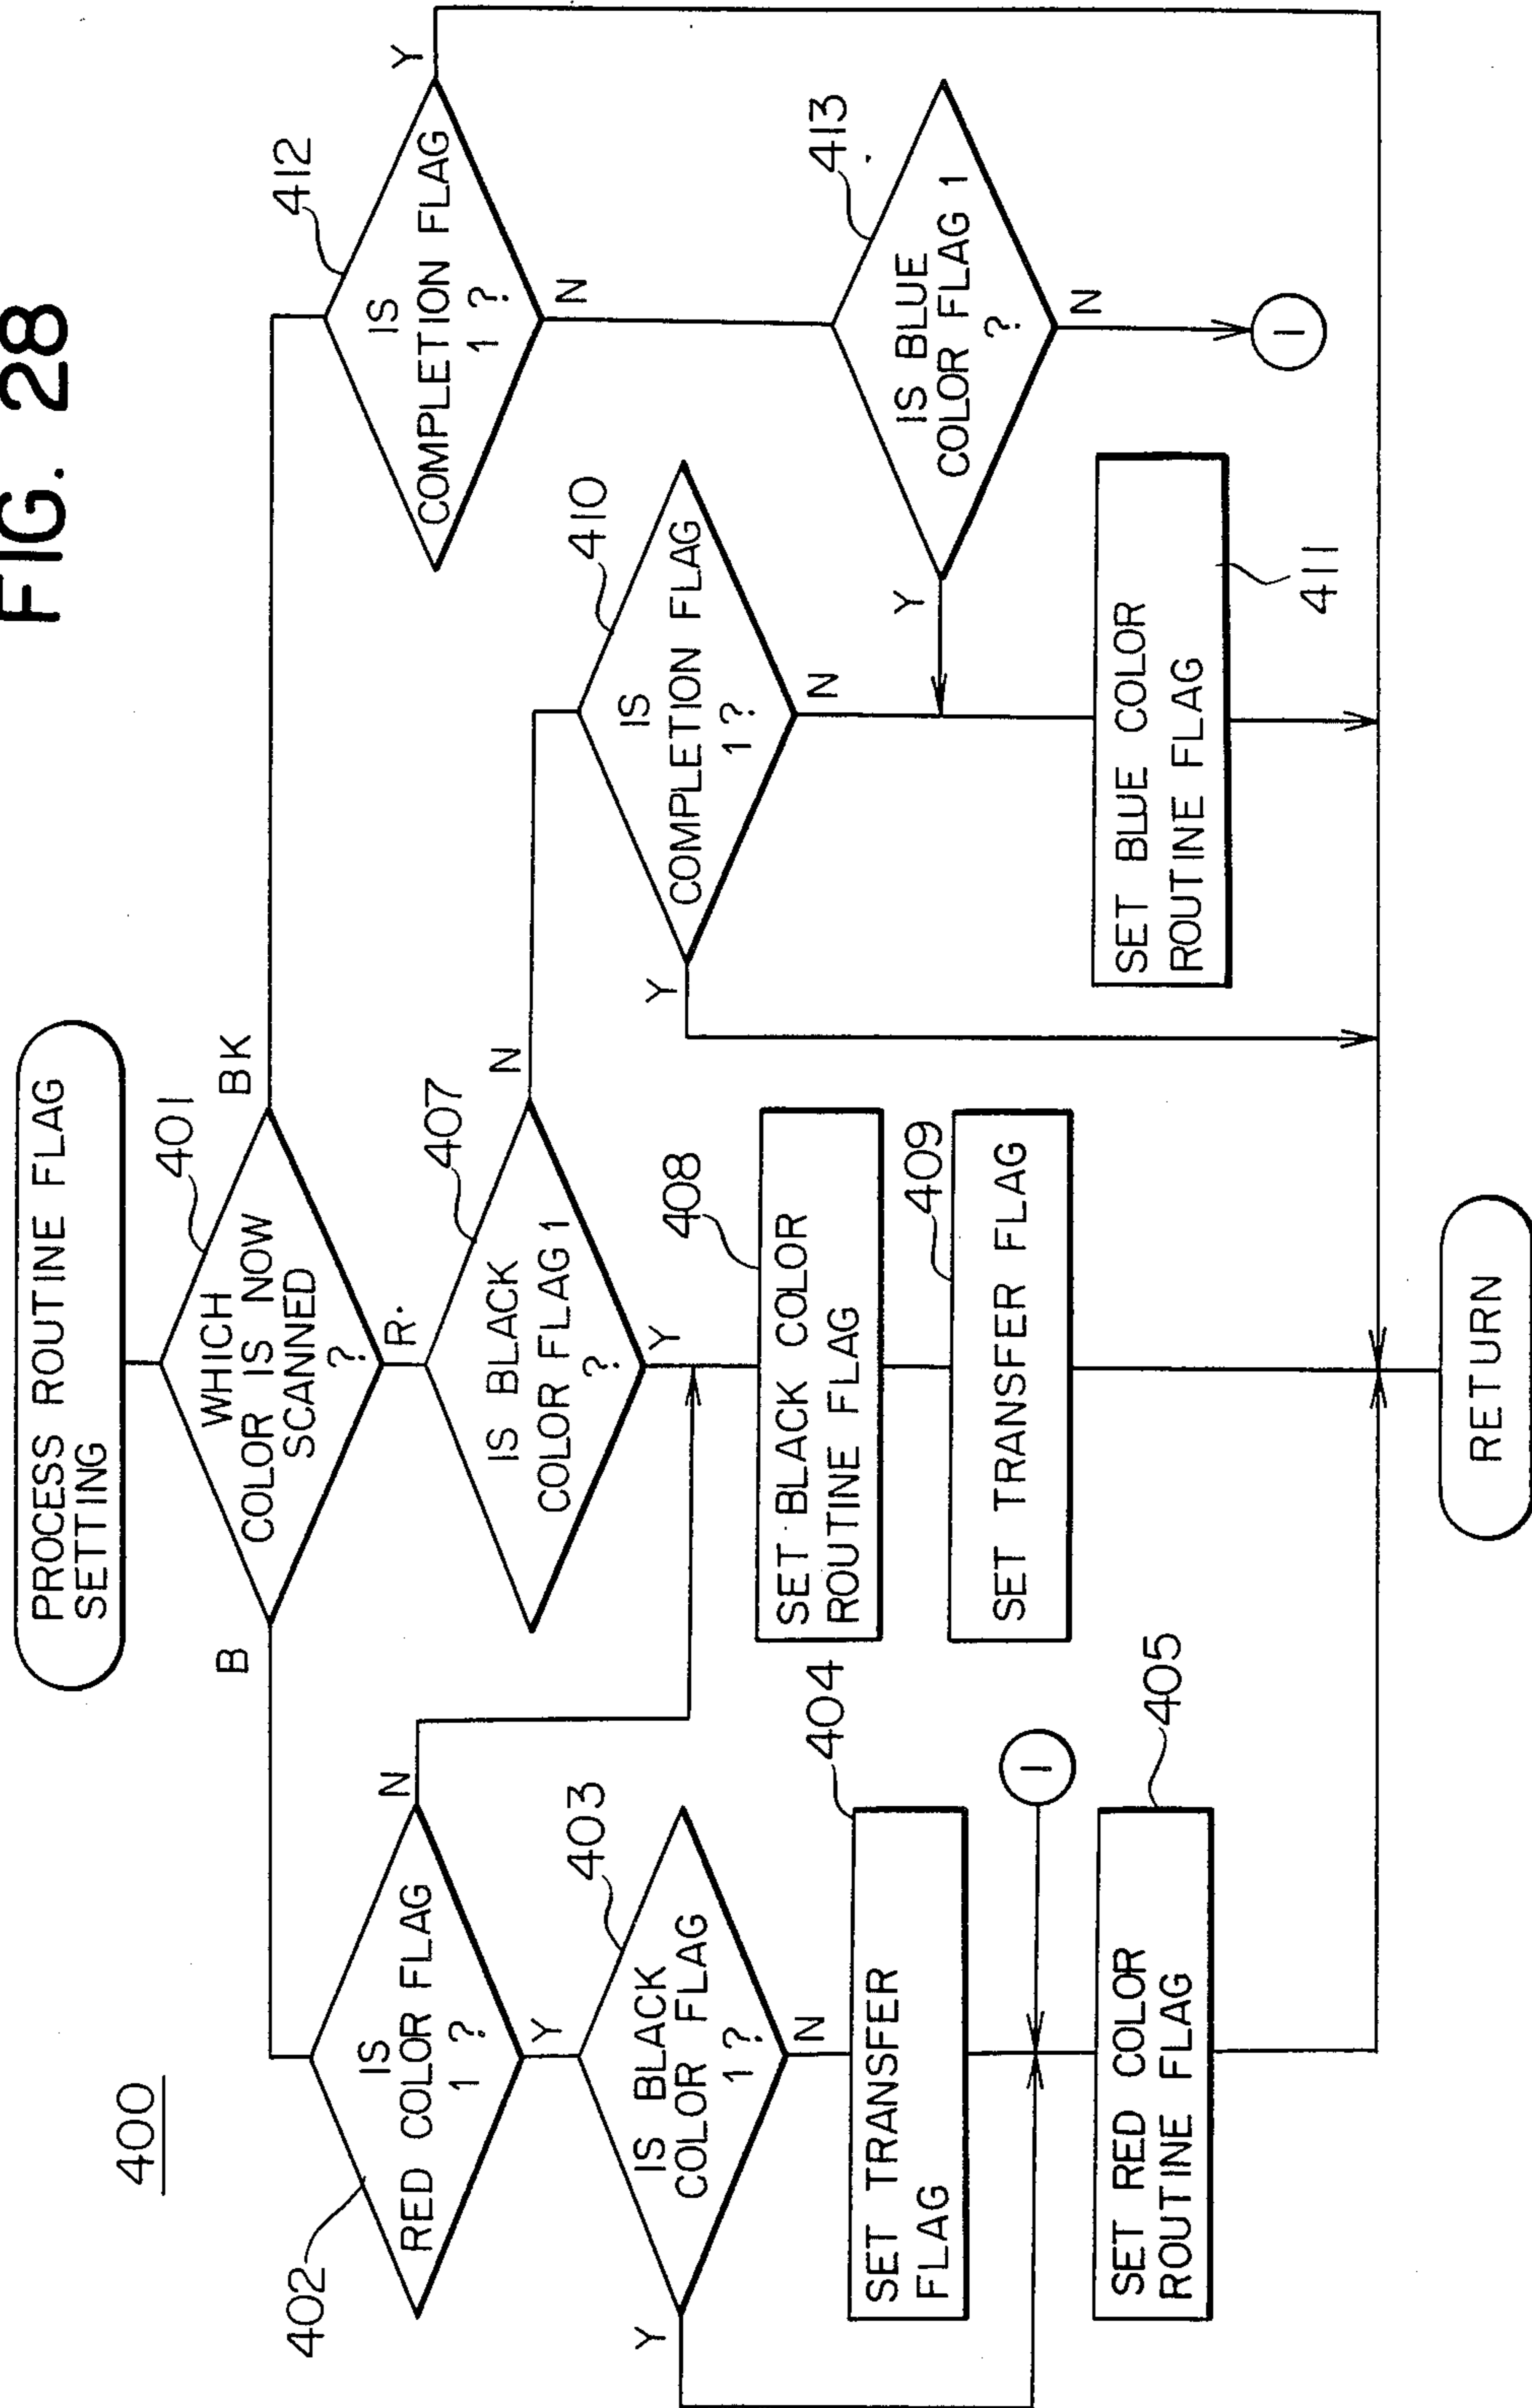 FIG. 28
400
PROCESS ROUTINE FLAG
SETTING
401
WHICH
COLOR IS NOW
SCANNED
?
B
BK
R
402
IS
RED COLOR FLAG
1 ?
N
Y
403
IS BLACK
COLOR FLAG
1 ?
Y
N
404
SET TRANSFER
FLAG
1
405
SET RED COLOR
ROUTINE FLAG
407
IS BLACK
COLOR FLAG 1
?
N
Y
408
SET BLACK COLOR
ROUTINE FLAG
409
SET TRANSFER FLAG
410
IS
COMPLETION FLAG
1 ?
Y
N
411
SET BLUE COLOR
ROUTINE FLAG
412
IS
COMPLETION FLAG
1 ?
Y
N
413
IS BLUE
COLOR FLAG 1
?
Y
N
1
RETURN